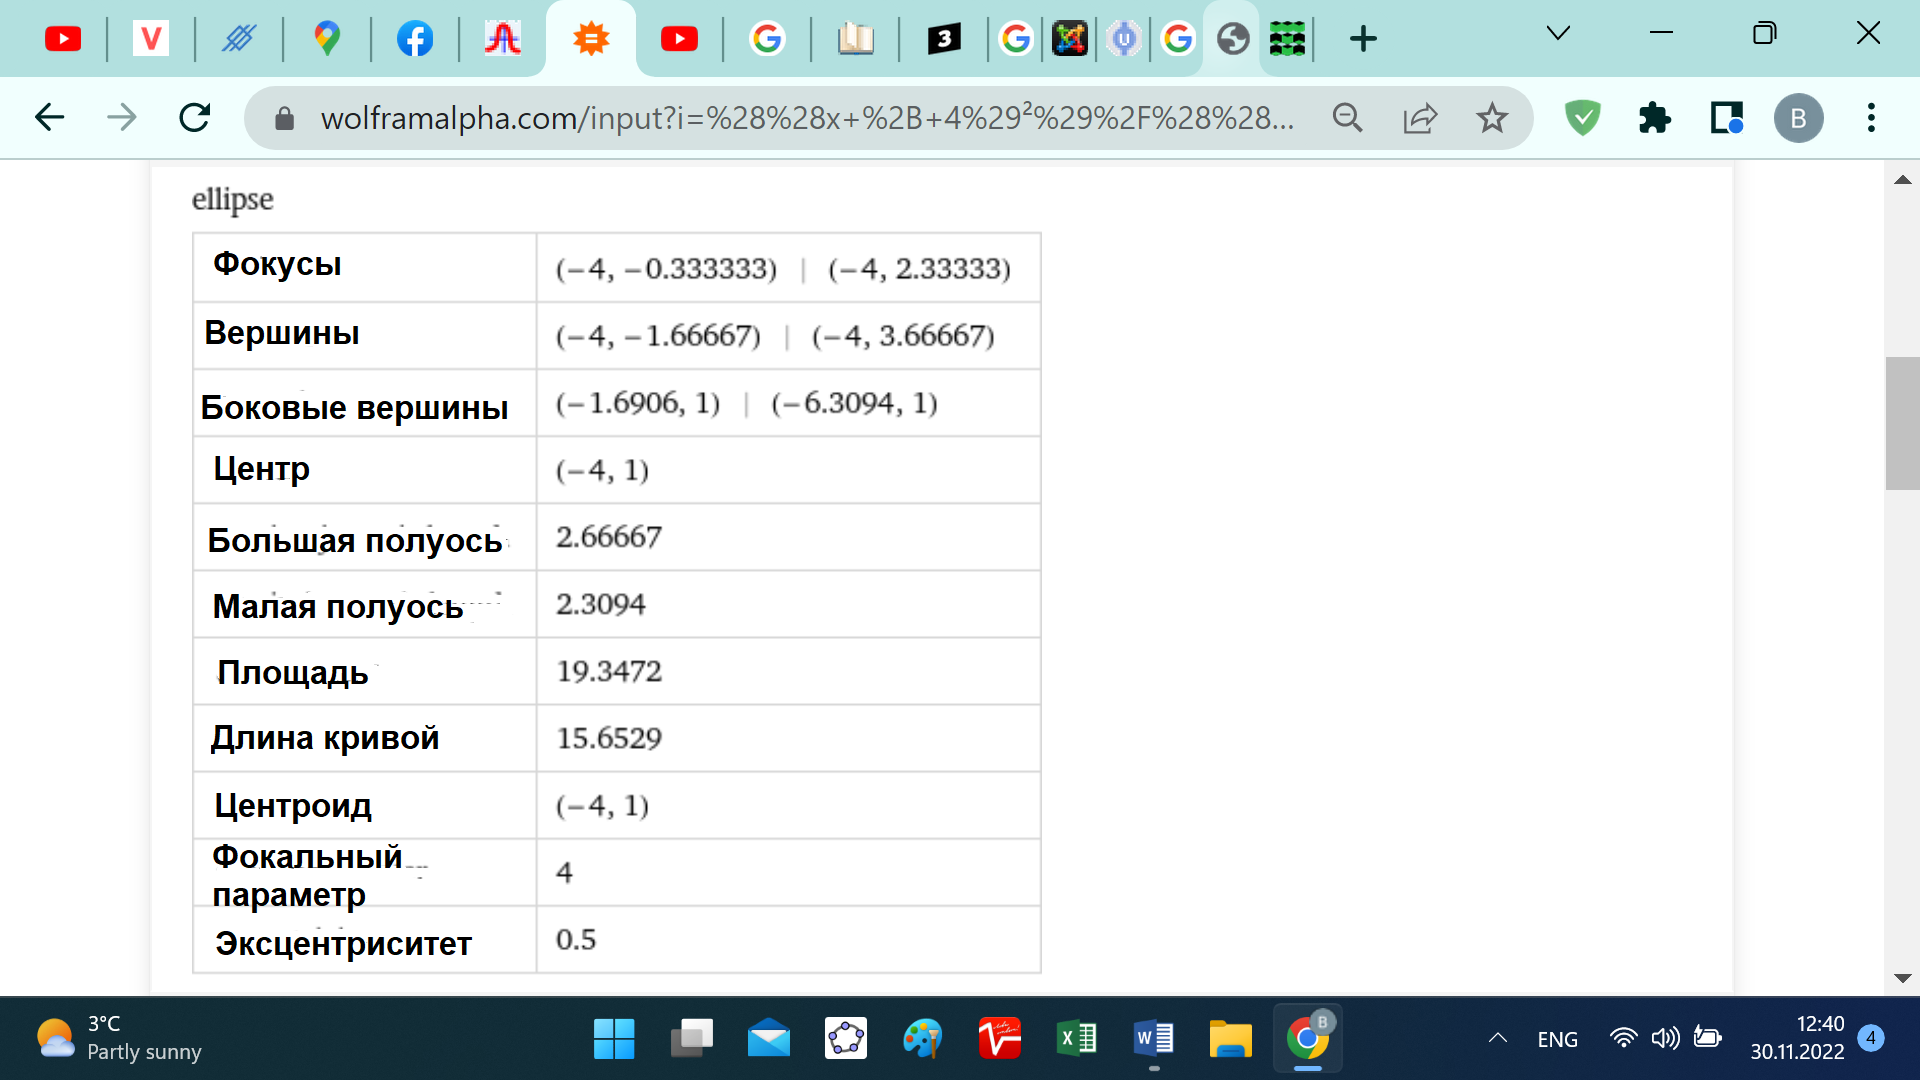 wolframalpha.com/input?i=%28%28x+%2B+4%29²%29%2F%28%28...
B
ellipse
Фокусы (−4, −0.333333) | (−4, 2.33333)
Вершины (−4, −1.66667) | (−4, 3.66667)
Боковые вершины (−1.6906, 1) | (−6.3094, 1)
Центр (−4, 1)
Большая полуось 2.66667
Малая полуось 2.3094
Площадь 19.3472
Длина кривой 15.6529
Центроид (−4, 1)
Фокальный
параметр 4
Эксцентриситет 0.5
3°C
Partly sunny
ENG
12:40
30.11.2022
4